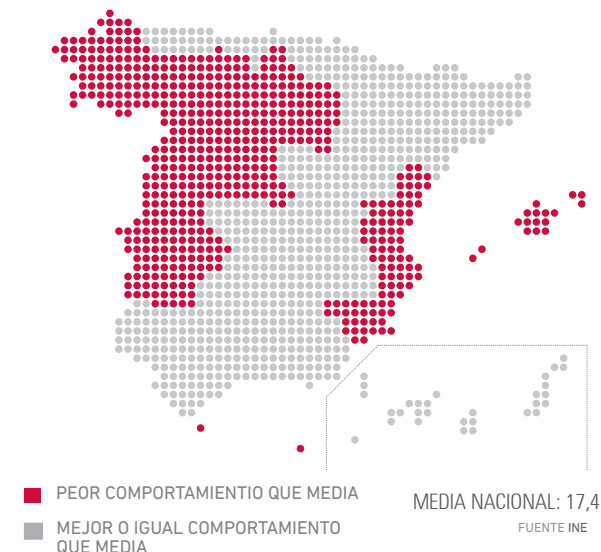 PEOR COMPORTAMIENTIO QUE MEDIA
MEJOR O IGUAL COMPORTAMIENTO
QUE MEDIA
MEDIA NACIONAL: 17,4
FUENTE INE